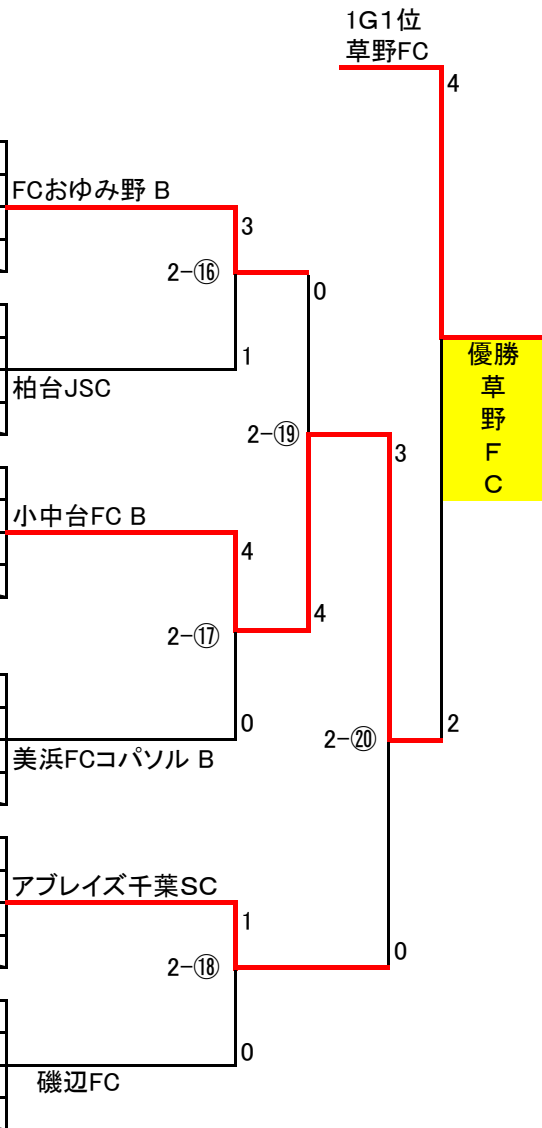 1G1位
草野FC
4
FCおゆみ野 B
3
2-⑯
0
1
柏台JSC
優勝
草
野
F
C
2-⑲
3
小中台FC B
4
4
2-⑰
0
2
2-⑳
美浜FCコパソル B
アブレイズ千葉SC
1
0
2-⑱
0
磯辺FC